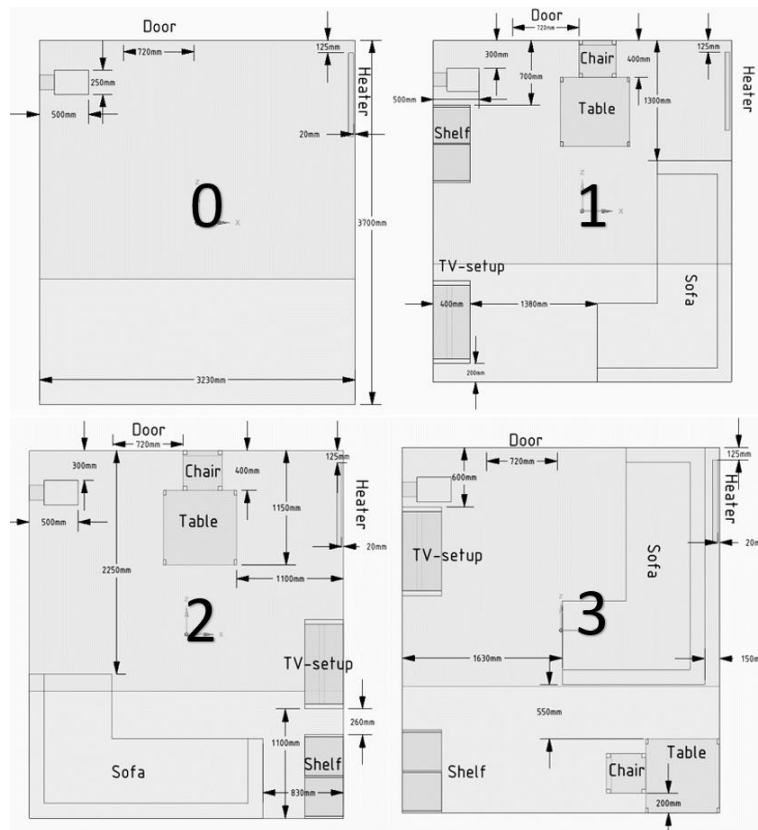 Door
720mm
125mm
250mm
500mm
Heater
20mm
3700mm
z
x
0
3230mm
Door
720mm
300mm
700mm
Chair
400mm
125mm
Heater
500mm
Table
1300mm
Shelf
z
x
1
TV-setup
400mm
1380mm
Sofa
200mm
Door
720mm
300mm
Chair
400mm
125mm
Heater
500mm
Table
1150mm
20mm
2250mm
1100mm
z
x
2
TV-setup
260mm
1100mm
Sofa
Shelf
830mm
Door
720mm
125mm
600mm
Heater
TV-setup
Sofa
20mm
z
3
1630mm
150mm
550mm
Table
Shelf
Chair
200mm